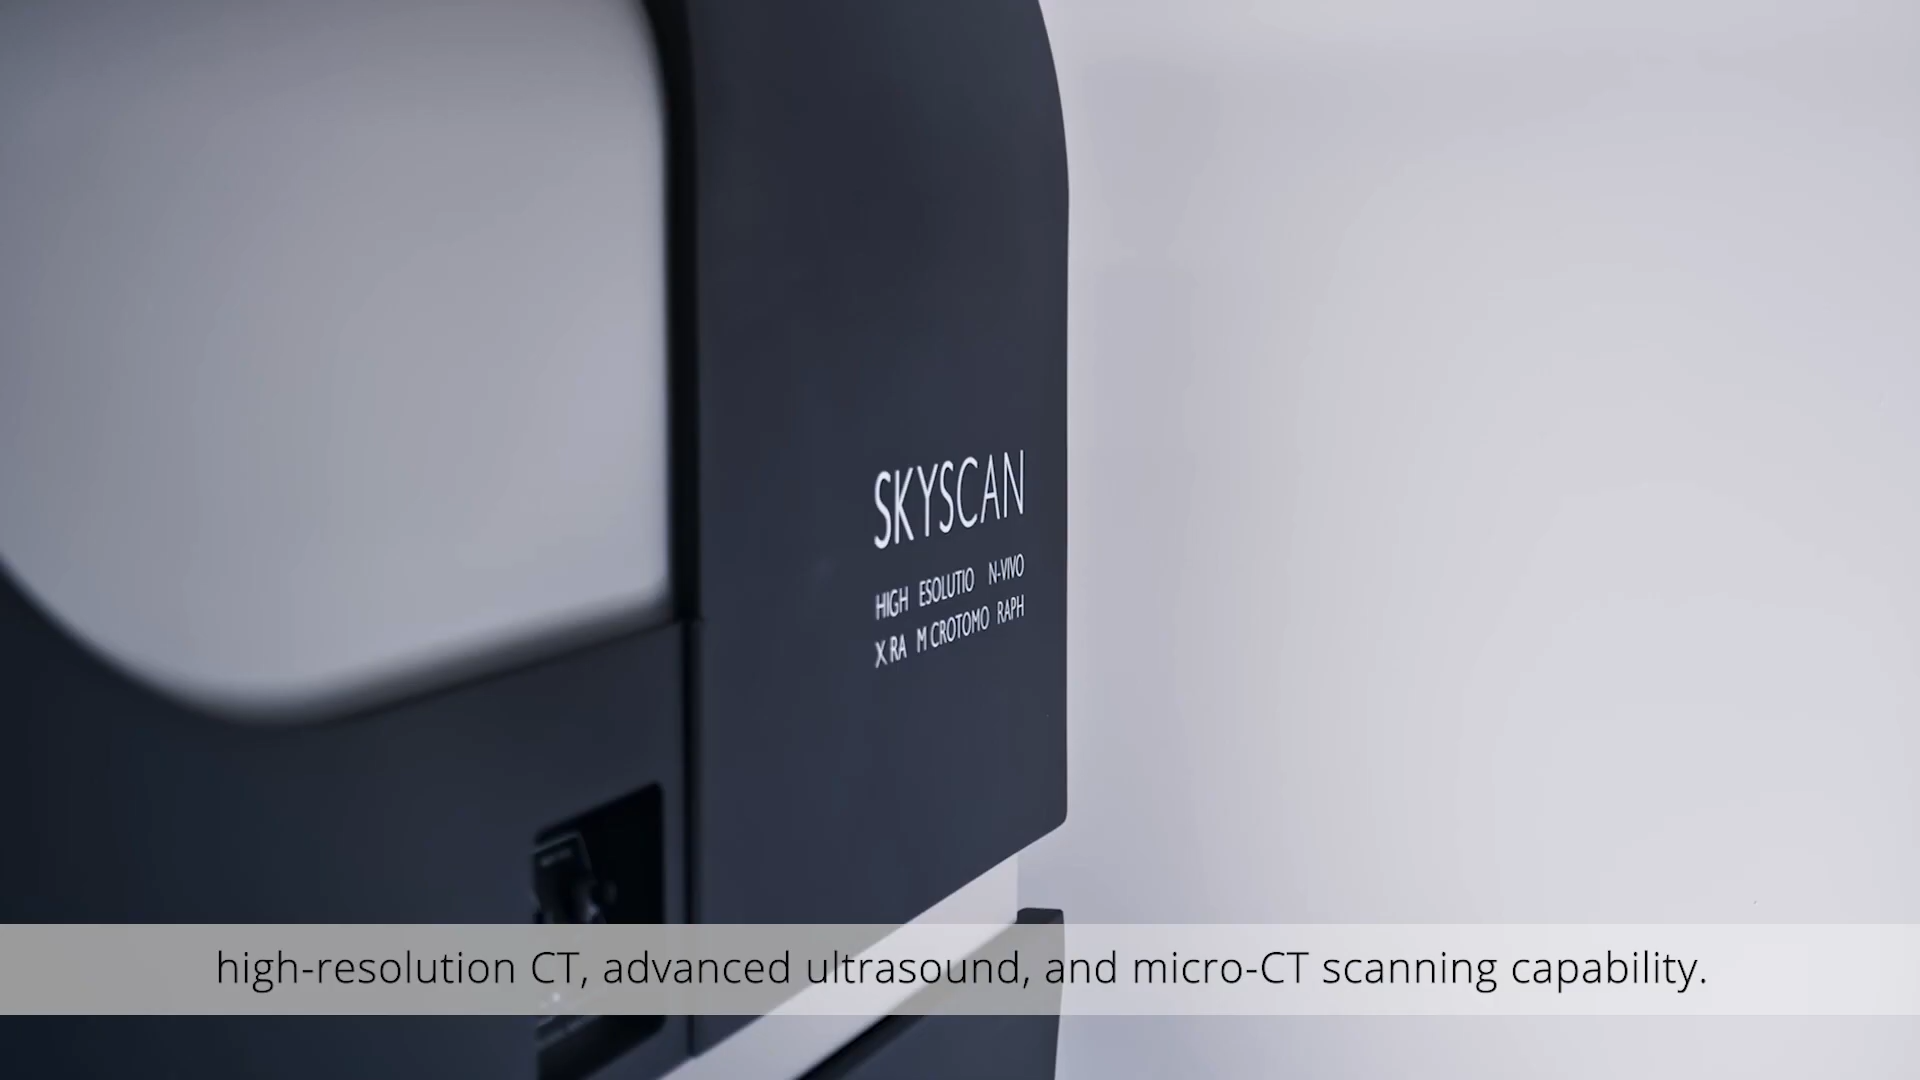 SKYSCAN
HIGH ESOLUTIO N-VIVO
X RA M CROTOMO RAPH
high-resolution CT, advanced ultrasound, and micro-CT scanning capability.